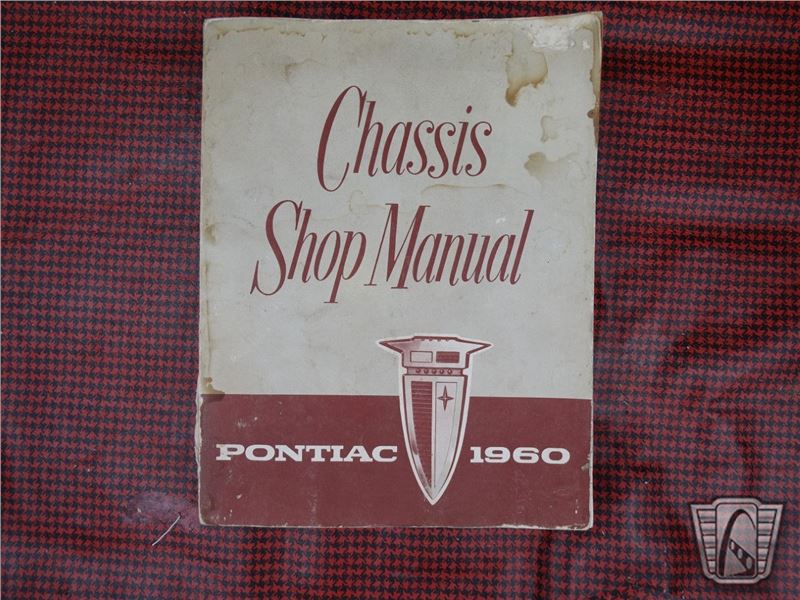 Chassis
Shop Manual
PONTIAC 1960